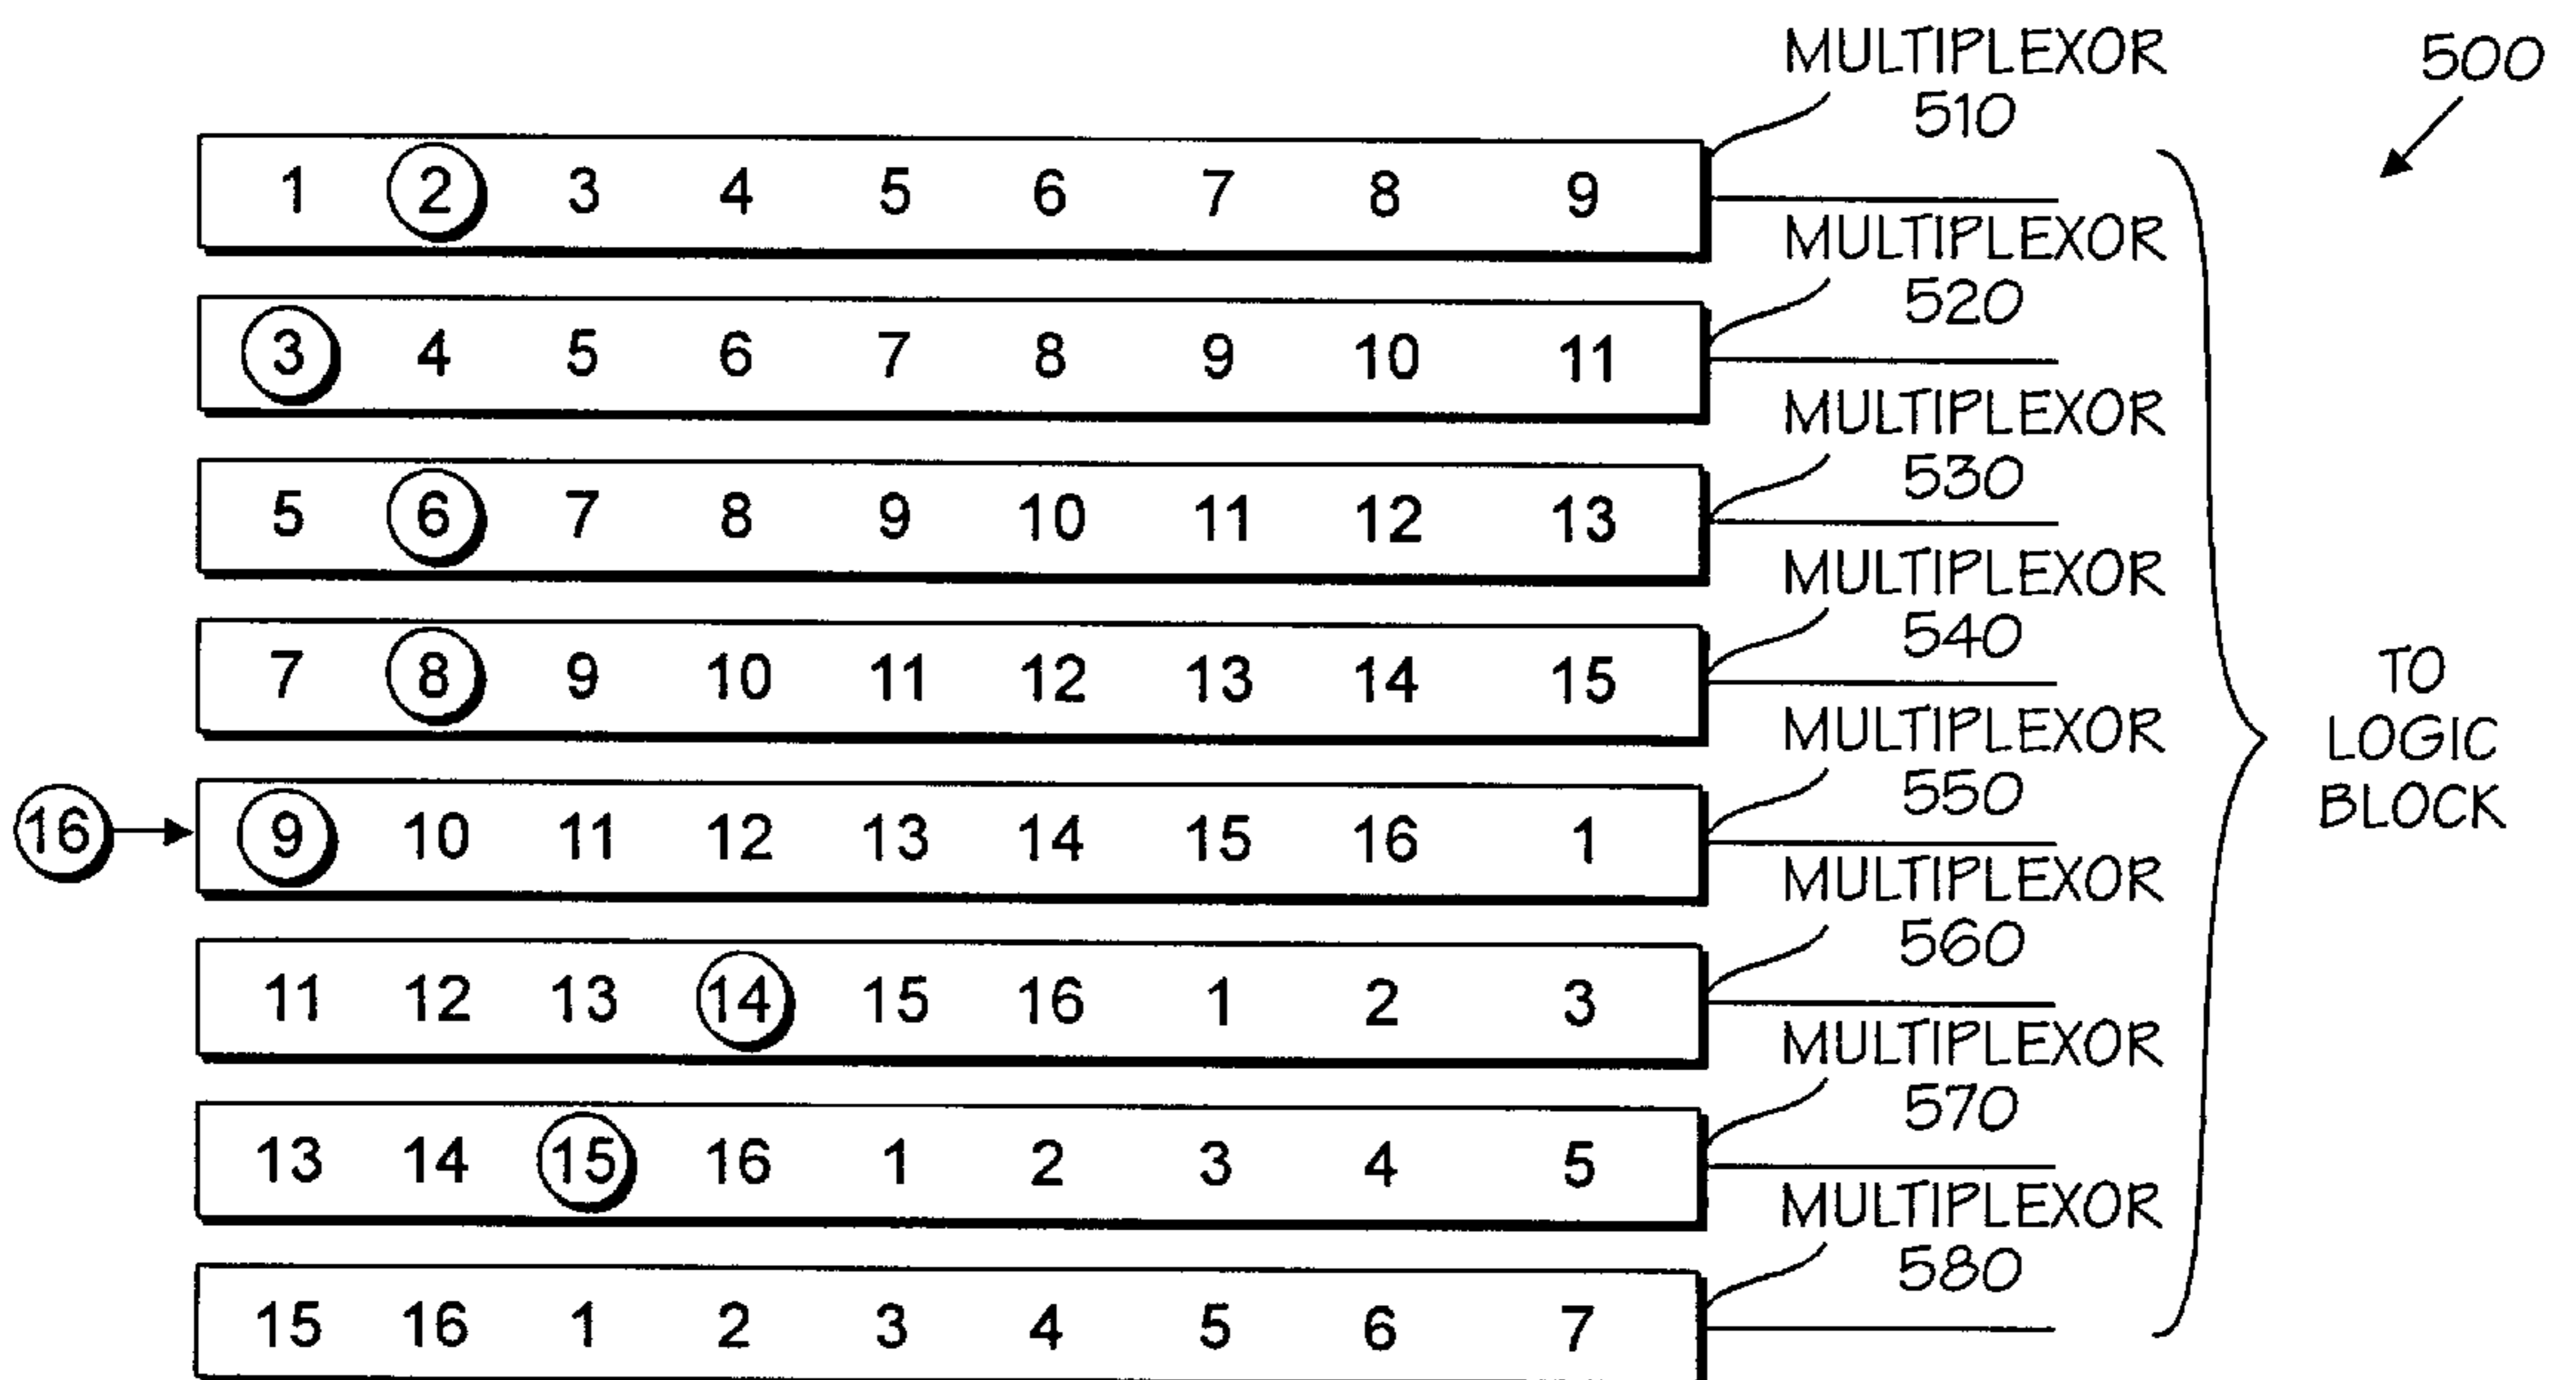 MULTIPLEXOR
510
500
1 2 3 4 5 6 7 8 9
MULTIPLEXOR
520
3 4 5 6 7 8 9 10 11
MULTIPLEXOR
530
5 6 7 8 9 10 11 12 13
MULTIPLEXOR
540
7 8 9 10 11 12 13 14 15
MULTIPLEXOR
550
16 9 10 11 12 13 14 15 16 1
MULTIPLEXOR
560
11 12 13 14 15 16 1 2 3
MULTIPLEXOR
570
13 14 15 16 1 2 3 4 5
MULTIPLEXOR
580
15 16 1 2 3 4 5 6 7
TO
LOGIC
BLOCK